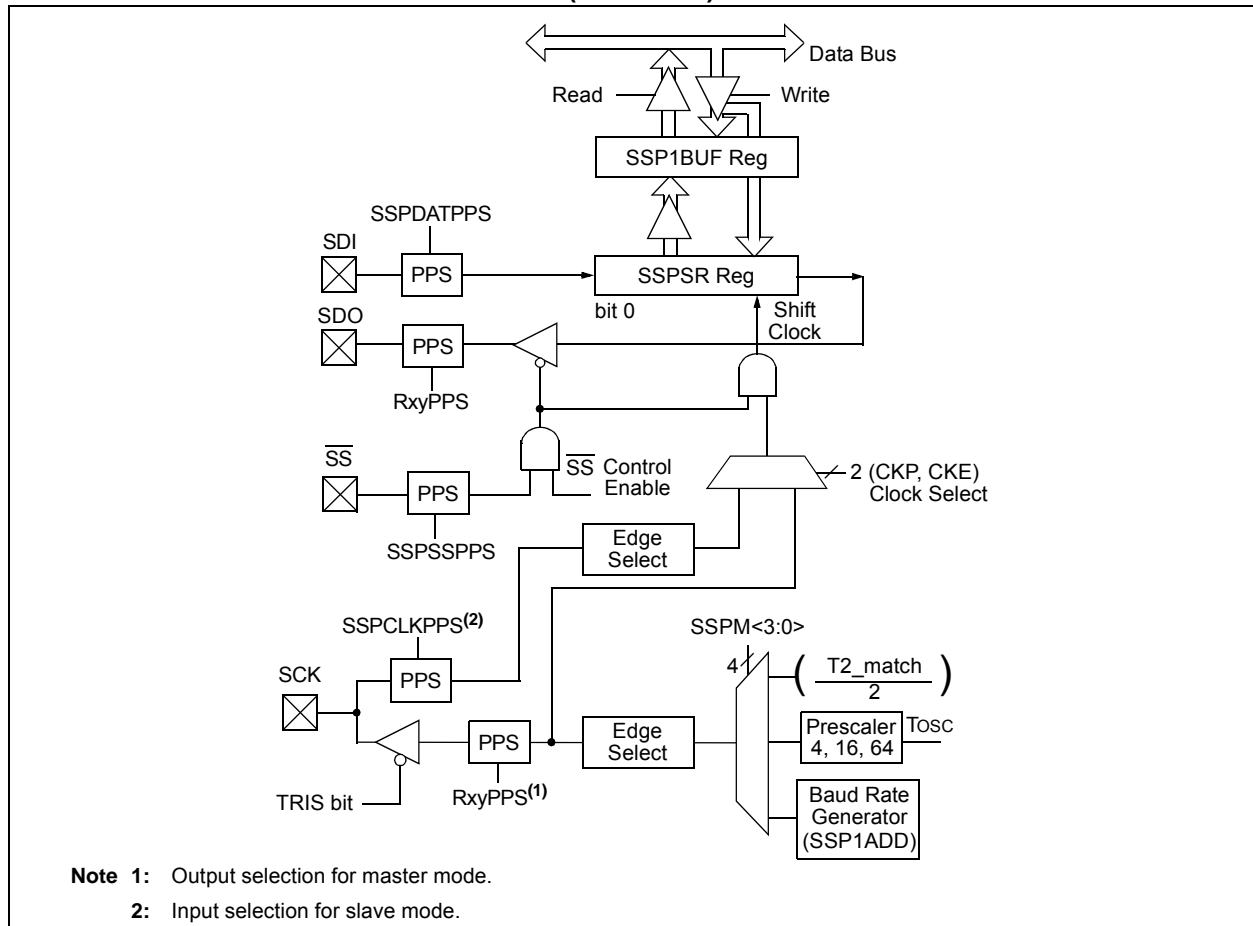 Data Bus
Read
Write
SSP1BUF Reg
SSPDATPPS
SDI
PPS
SSPSR Reg
bit 0
Shift
Clock
SDO
PPS
RxyPPS
SS
PPS
SS Control
Enable
2 (CKP, CKE)
Clock Select
SSPSSPPS
Edge
Select
SSPCLKPPS(2)
SSPM<3:0>
4
( T2_match
2 )
SCK
PPS
PPS
Edge
Select
Prescaler
4, 16, 64
TOSC
TRIS bit
RxyPPS(1)
Baud Rate
Generator
(SSP1ADD)
Note 1: Output selection for master mode.
2: Input selection for slave mode.